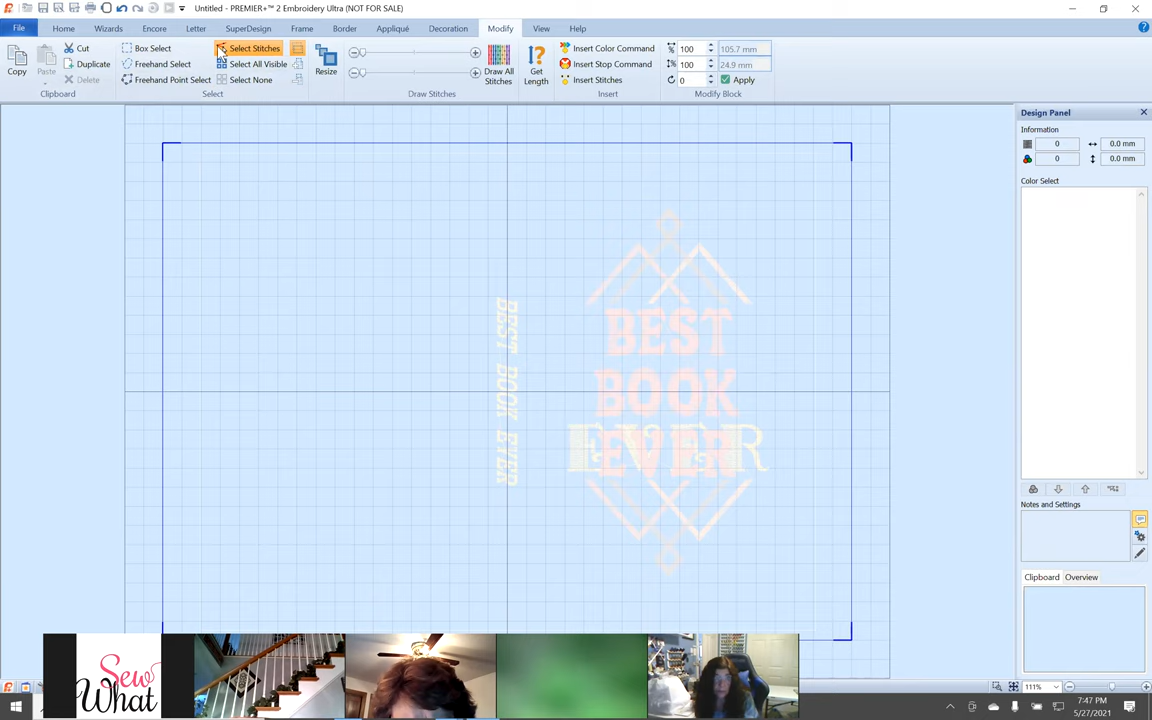 Untitled - PREMIER+™ 2 Embroidery Ultra (NOT FOR SALE)
File Home Wizards Encore Letter SuperDesign Frame Border Appliqué Decoration Modify View Help
Copy
Paste
Cut
Duplicate
Delete
Clipboard
Box Select
Freehand Select
Freehand Point Select
Select Stitches
Select All Visible
Select None
Select
Resize
Draw All Stitches
Draw Stitches
Get Length
Insert Color Command
Insert Stop Command
Insert Stitches
Insert
100 105.7 mm
100 24.9 mm
0 Apply
Modify Block
Design Panel
Information
0 0.0 mm
0 0.0 mm
Color Select
Notes and Settings
Clipboard Overview
BEST BOOK EVER
BEST
BOOK
EVER
EVER
Sew
What
111%
7:47 PM
5/27/2021